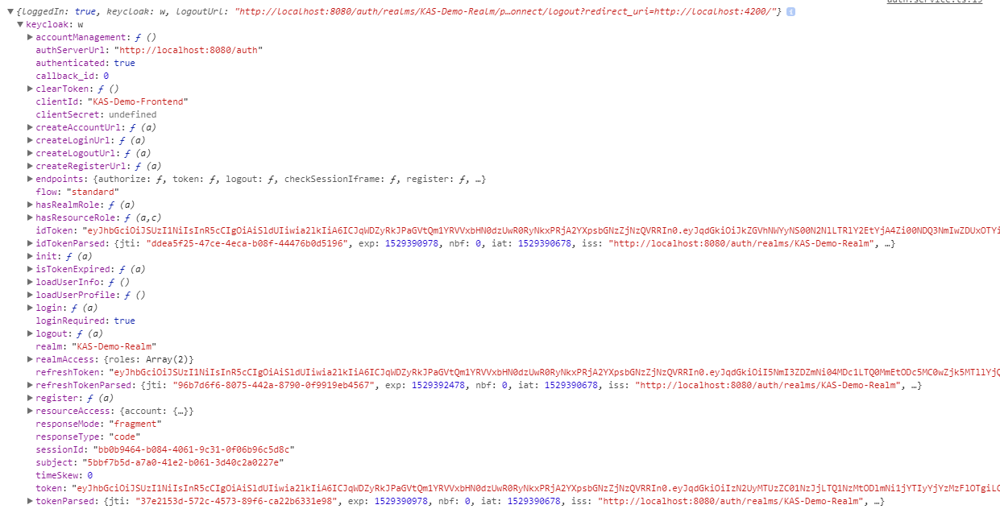 auth.service.ts:19
▼{loggedIn: true, keycloak: w, logoutUrl: "http://localhost:8080/auth/realms/KAS-Demo-Realm/p…onnect/logout?redirect_uri=http://localhost:4200/"} i
▼keycloak: w
▶accountManagement: ƒ ()
authServerUrl: "http://localhost:8080/auth"
authenticated: true
callback_id: 0
▶clearToken: ƒ ()
clientId: "KAS-Demo-Frontend"
clientSecret: undefined
▶createAccountUrl: ƒ (a)
▶createLoginUrl: ƒ (a)
▶createLogoutUrl: ƒ (a)
▶createRegisterUrl: ƒ (a)
▶endpoints: {authorize: ƒ, token: ƒ, logout: ƒ, checkSessionIframe: ƒ, register: ƒ, …}
flow: "standard"
▶hasRealmRole: ƒ (a)
▶hasResourceRole: ƒ (a,c)
idToken: "eyJhbGciOiJSUzI1NiIsInR5cCIgOiAiSldUIiwia2lkIiA6ICJqWDZyRkJPaGVtQm1YRVVxbHN0dzUwR0RyNkxPRjA2YXpsbGNzZjNzQVRRIn0.eyJqdGkiOiJkZGVhNWYyNS00N2NlLTRlY2EtYjA4Zi00NDQ3NmIwZDUxOTYi
▶idTokenParsed: {jti: "ddea5f25-47ce-4eca-b08f-44476b0d5196", exp: 1529390978, nbf: 0, iat: 1529390678, iss: "http://localhost:8080/auth/realms/KAS-Demo-Realm", …}
▶init: ƒ (a)
▶isTokenExpired: ƒ (a)
▶loadUserInfo: ƒ ()
▶loadUserProfile: ƒ ()
▶login: ƒ (a)
loginRequired: true
▶logout: ƒ (a)
realm: "KAS-Demo-Realm"
▶realmAccess: {roles: Array(2)}
refreshToken: "eyJhbGciOiJSUzI1NiIsInR5cCIgOiAiSldUIiwia2lkIiA6ICJqWDZyRkJPaGVtQm1YRVVxbHN0dzUwR0RyNkxPRjA2YXpsbGNzZjNzQVRRIn0.eyJqdGkiOiI5NmI3ZDZmNi04MDc1LTQ0MmEtODc5MC0wZjk5MTllYjQ
▶refreshTokenParsed: {jti: "96b7d6f6-8075-442a-8790-0f9919eb4567", exp: 1529392478, nbf: 0, iat: 1529390678, iss: "http://localhost:8080/auth/realms/KAS-Demo-Realm", …}
▶register: ƒ (a)
▶resourceAccess: {account: {…}}
responseMode: "fragment"
responseType: "code"
sessionId: "bb0b9464-b084-4061-9c31-0f06b96c5d8c"
subject: "5bbf7b5d-a7a0-41e2-b061-3d40c2a0227e"
timeSkew: 0
token: "eyJhbGciOiJSUzI1NiIsInR5cCIgOiAiSldUIiwia2lkIiA6ICJqWDZyRkJPaGVtQm1YRVVxbHN0dzUwR0RyNkxPRjA2YXpsbGNzZjNzQVRRIn0.eyJqdGkiOiIzN2UyMTUzZC01NzJjLTQ1NzMtODlmNi1jYTIyYjYzMzFlOTgiLC
▶tokenParsed: {jti: "37e2153d-572c-4573-89f6-ca22b6331e98", exp: 1529390978, nbf: 0, iat: 1529390678, iss: "http://localhost:8080/auth/realms/KAS-Demo-Realm", …}